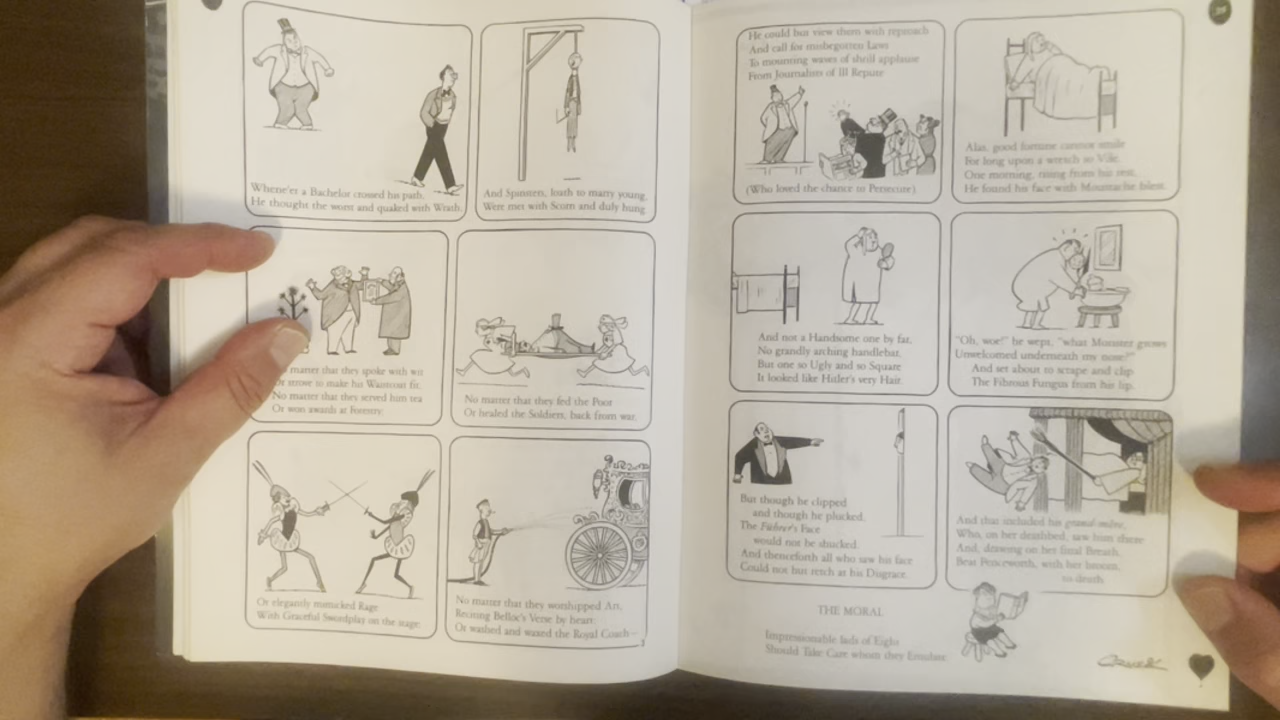 Whene'er a Bachelor crossed his path,
He thought the worst and quaked with Wrath,
And Spinsters, loath to marry young,
Were met with Scorn and duly hung
matter that they spoke with wit
Or strove to make his Waistcoat fit,
No matter that they served him tea
Or won awards at Forestry:
No matter that they fed the Poor
Or healed the Soldiers, back from war,
Or elegantly mimicked Rage
With Graceful Swordplay on the stage:
No matter that they worshipped Art,
Reciting Belloc's Verse by heart:
Or washed and waxed the Royal Coach –
25
He could but view them with reproach
And call for misbegotten Laws
To mounting waves of shrill applause
From Journalists of Ill Repute
(Who loved the chance to Persecute).
Alas, good fortune cannot smile
For long upon a wretch so Vile.
One morning, rising from his rest,
He found his face with Moustache blest.
And not a Handsome one by far,
No grandly arching handlebar,
But one so Ugly and so Square
It looked like Hitler's very Hair.
"Oh, woe!" he wept, "what Monster grows
Unwelcomed underneath my nose?"
And set about to scrape and clip
The Fibrous Fungus from his lip.
But though he clipped
and though he plucked,
The Führer's Face
would not be shucked.
And thenceforth all who saw his face
Could not but retch at his Disgrace.
And that included his grand-mère,
Who, on her deathbed, saw him there
And, drawing on her final Breath,
Beat Penceworth, with her broom,
to death.
THE MORAL
Impressionable lads of Eight
Should Take Care whom they Emulate.